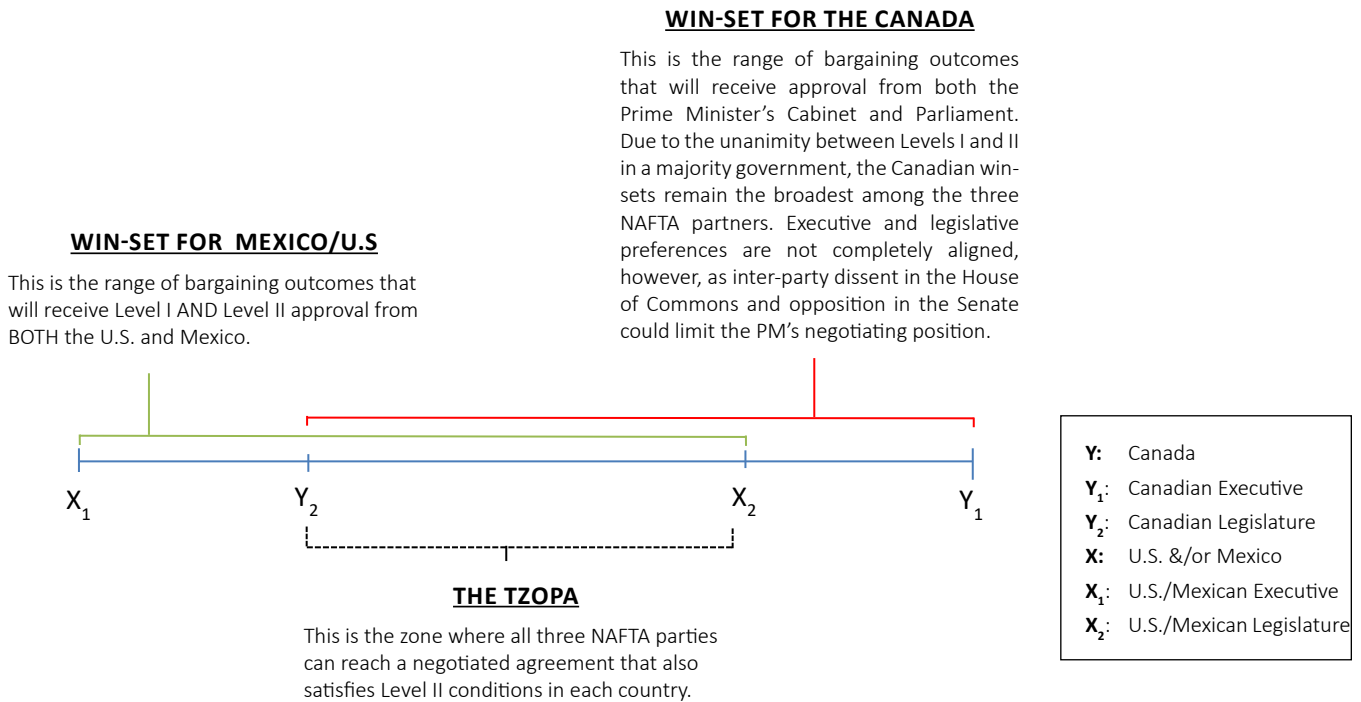 WIN-SET FOR THE CANADA
This is the range of bargaining outcomes
that will receive approval from both the
Prime Minister’s Cabinet and Parliament.
Due to the unanimity between Levels I and II
in a majority government, the Canadian win-
sets remain the broadest among the three
NAFTA partners. Executive and legislative
preferences are not completely aligned,
however, as inter-party dissent in the House
of Commons and opposition in the Senate
could limit the PM’s negotiating position.
WIN-SET FOR MEXICO/U.S
This is the range of bargaining outcomes that
will receive Level I AND Level II approval from
BOTH the U.S. and Mexico.
X₁ Y₂ X₂ Y₁
THE TZOPA
This is the zone where all three NAFTA parties
can reach a negotiated agreement that also
satisfies Level II conditions in each country.
Y: Canada
Y₁: Canadian Executive
Y₂: Canadian Legislature
X: U.S. &/or Mexico
X₁: U.S./Mexican Executive
X₂: U.S./Mexican Legislature